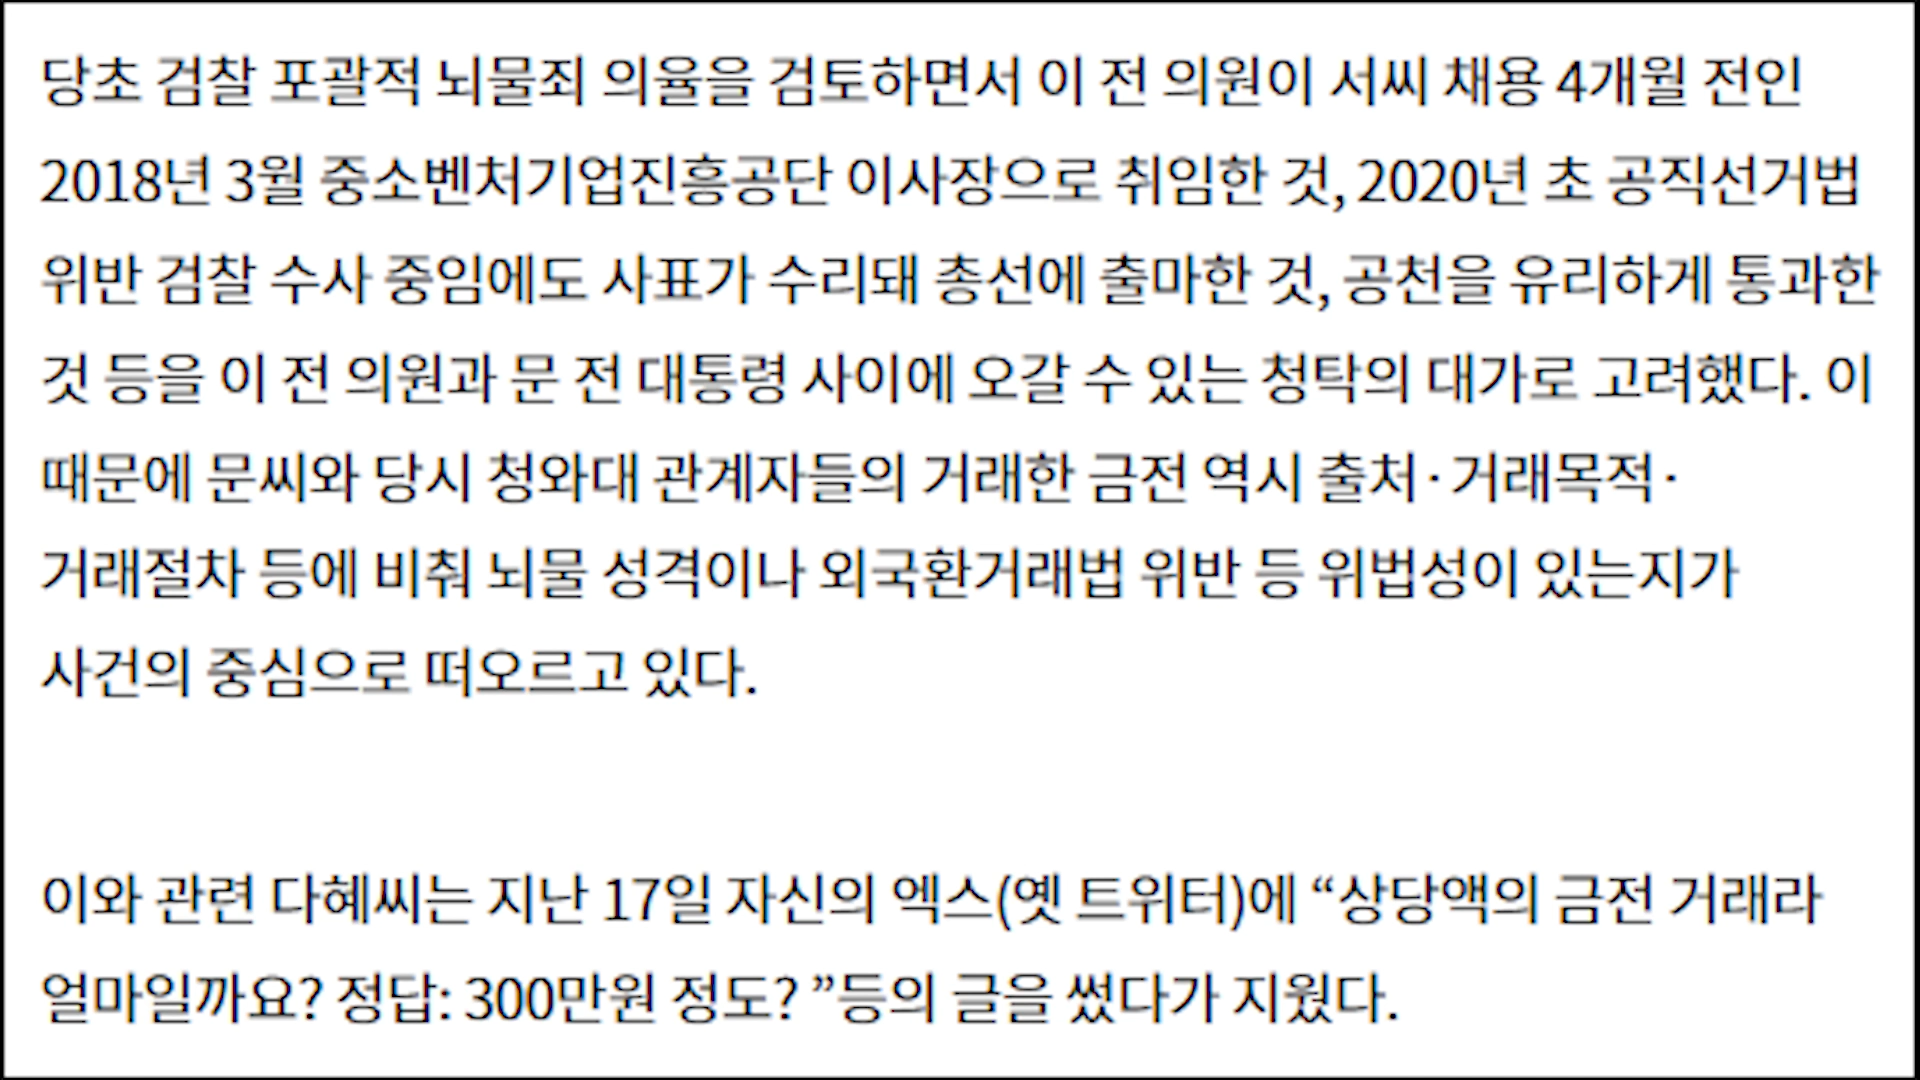 당초 검찰 포괄적 뇌물죄 의율을 검토하면서 이 전 의원이 서씨 채용 4개월 전인
2018년 3월 중소벤처기업진흥공단 이사장으로 취임한 것, 2020년 초 공직선거법
위반 검찰 수사 중임에도 사표가 수리돼 총선에 출마한 것, 공천을 유리하게 통과한
것 등을 이 전 의원과 문 전 대통령 사이에 오갈 수 있는 청탁의 대가로 고려했다. 이
때문에 문씨와 당시 청와대 관계자들의 거래한 금전 역시 출처·거래목적·
거래절차 등에 비춰 뇌물 성격이나 외국환거래법 위반 등 위법성이 있는지가
사건의 중심으로 떠오르고 있다.
이와 관련 다혜씨는 지난 17일 자신의 엑스(옛 트위터)에 “상당액의 금전 거래라
얼마일까요? 정답: 300만원 정도? ”등의 글을 썼다가 지웠다.